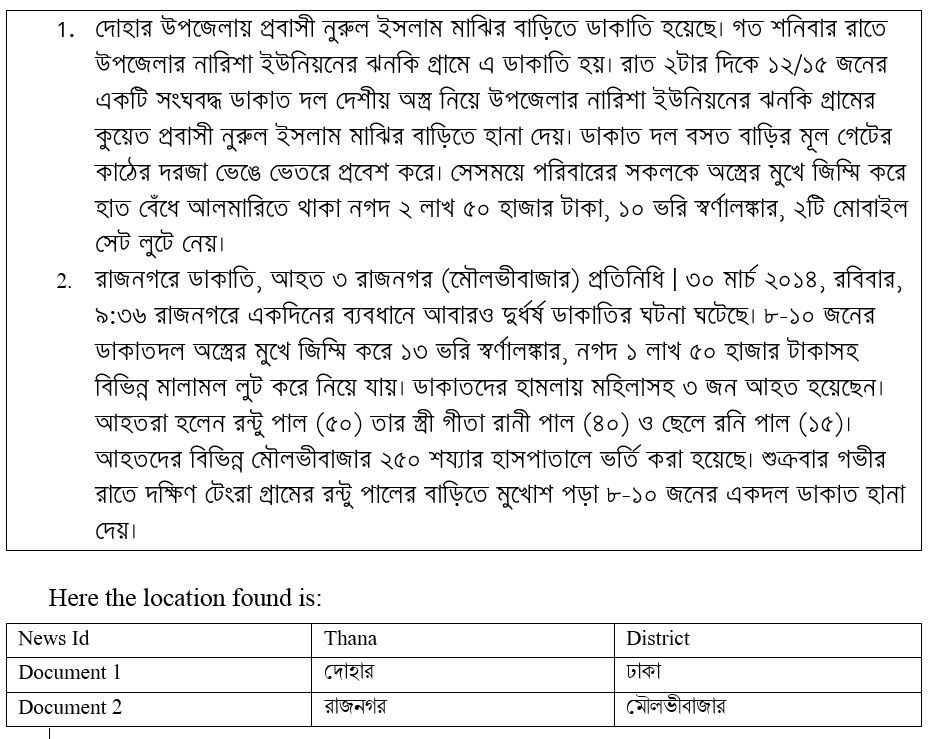 1. দোহার উপজেলায় প্রবাসী নুরুল ইসলাম মাঝির বাড়িতে ডাকাতি হয়েছে। গত শনিবার রাতে
উপজেলার নারিশা ইউনিয়নের ঝনকি গ্রামে এ ডাকাতি হয়। রাত ২টার দিকে ১২/১৫ জনের
একটি সংঘবদ্ধ ডাকাত দল দেশীয় অস্ত্র নিয়ে উপজেলার নারিশা ইউনিয়নের ঝনকি গ্রামের
কুয়েত প্রবাসী নুরুল ইসলাম মাঝির বাড়িতে হানা দেয়। ডাকাত দল বসত বাড়ির মূল গেটের
কাঠের দরজা ভেঙে ভেতরে প্রবেশ করে। সেসময়ে পরিবারের সকলকে অস্ত্রের মুখে জিম্মি করে
হাত বেঁধে আলমারিতে থাকা নগদ ২ লাখ ৫০ হাজার টাকা, ১০ ভরি স্বর্ণালঙ্কার, ২টি মোবাইল
সেট লুটে নেয়।
2. রাজনগরে ডাকাতি, আহত ৩ রাজনগর (মৌলভীবাজার) প্রতিনিধি | ৩০ মার্চ ২০১৪, রবিবার,
৯:৩৬ রাজনগরে একদিনের ব্যবধানে আবারও দুর্ধর্ষ ডাকাতির ঘটনা ঘটেছে। ৮-১০ জনের
ডাকাতদল অস্ত্রের মুখে জিম্মি করে ১৩ ভরি স্বর্ণালঙ্কার, নগদ ১ লাখ ৫০ হাজার টাকাসহ
বিভিন্ন মালামল লুট করে নিয়ে যায়। ডাকাতদের হামলায় মহিলাসহ ৩ জন আহত হয়েছেন।
আহতরা হলেন রন্টু পাল (৫০) তার স্ত্রী গীতা রানী পাল (৪০) ও ছেলে রনি পাল (১৫)।
আহতদের বিভিন্ন মৌলভীবাজার ২৫০ শয্যার হাসপাতালে ভর্তি করা হয়েছে। শুক্রবার গভীর
রাতে দক্ষিণ টেংরা গ্রামের রন্টু পালের বাড়িতে মুখোশ পড়া ৮-১০ জনের একদল ডাকাত হানা
দেয়।
Here the location found is:
News Id Thana District
Document 1 দোহার ঢাকা
Document 2 রাজনগর মৌলভীবাজার